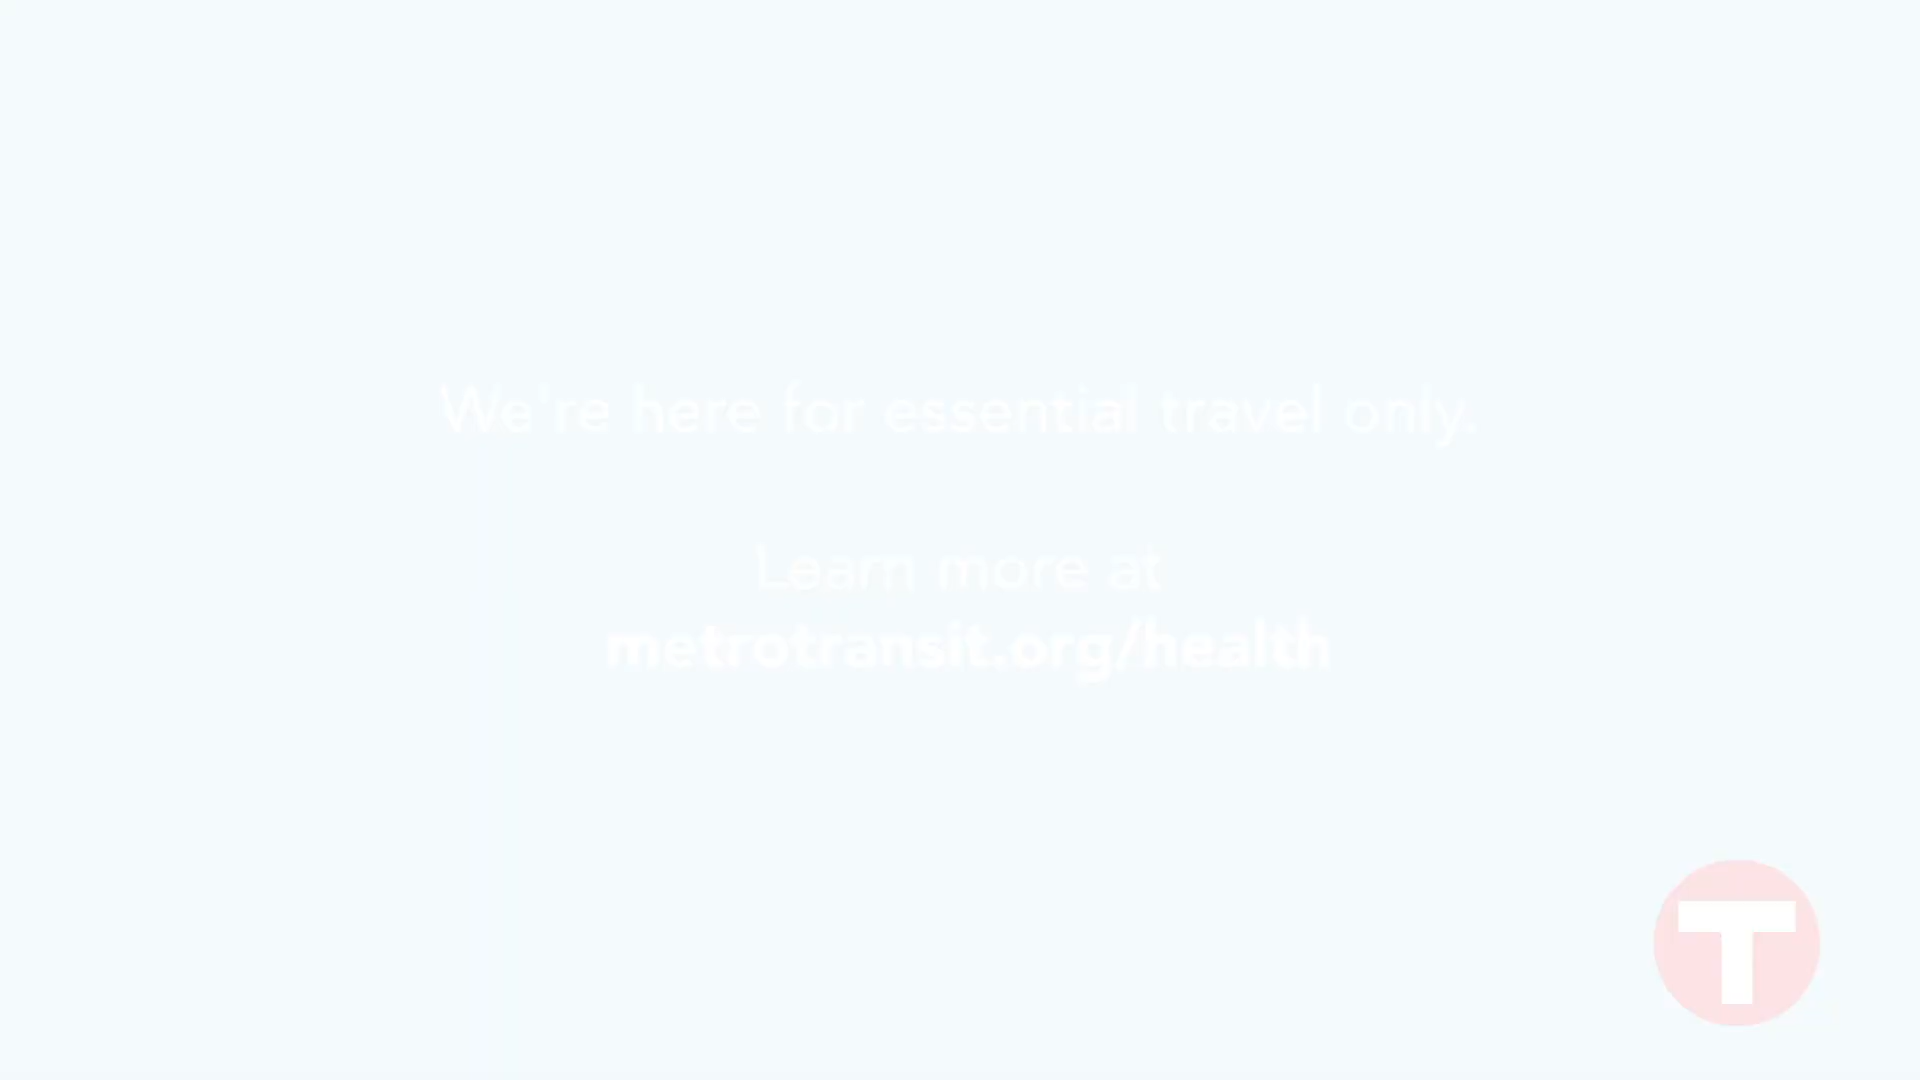 We're here for essential travel only.
Learn more at
metrotransit.org/health
T